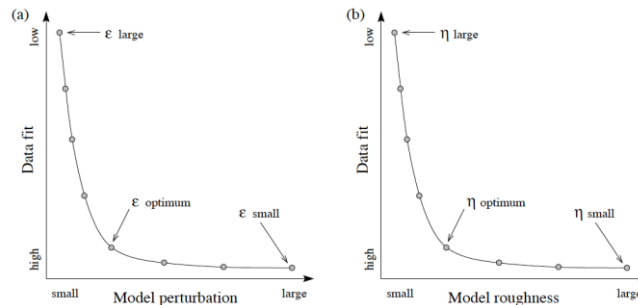 (a)
low
ε large
Data fit
ε optimum
ε small
high
small
Model perturbation
large
(b)
low
η large
Data fit
η optimum
η small
high
small
Model roughness
large